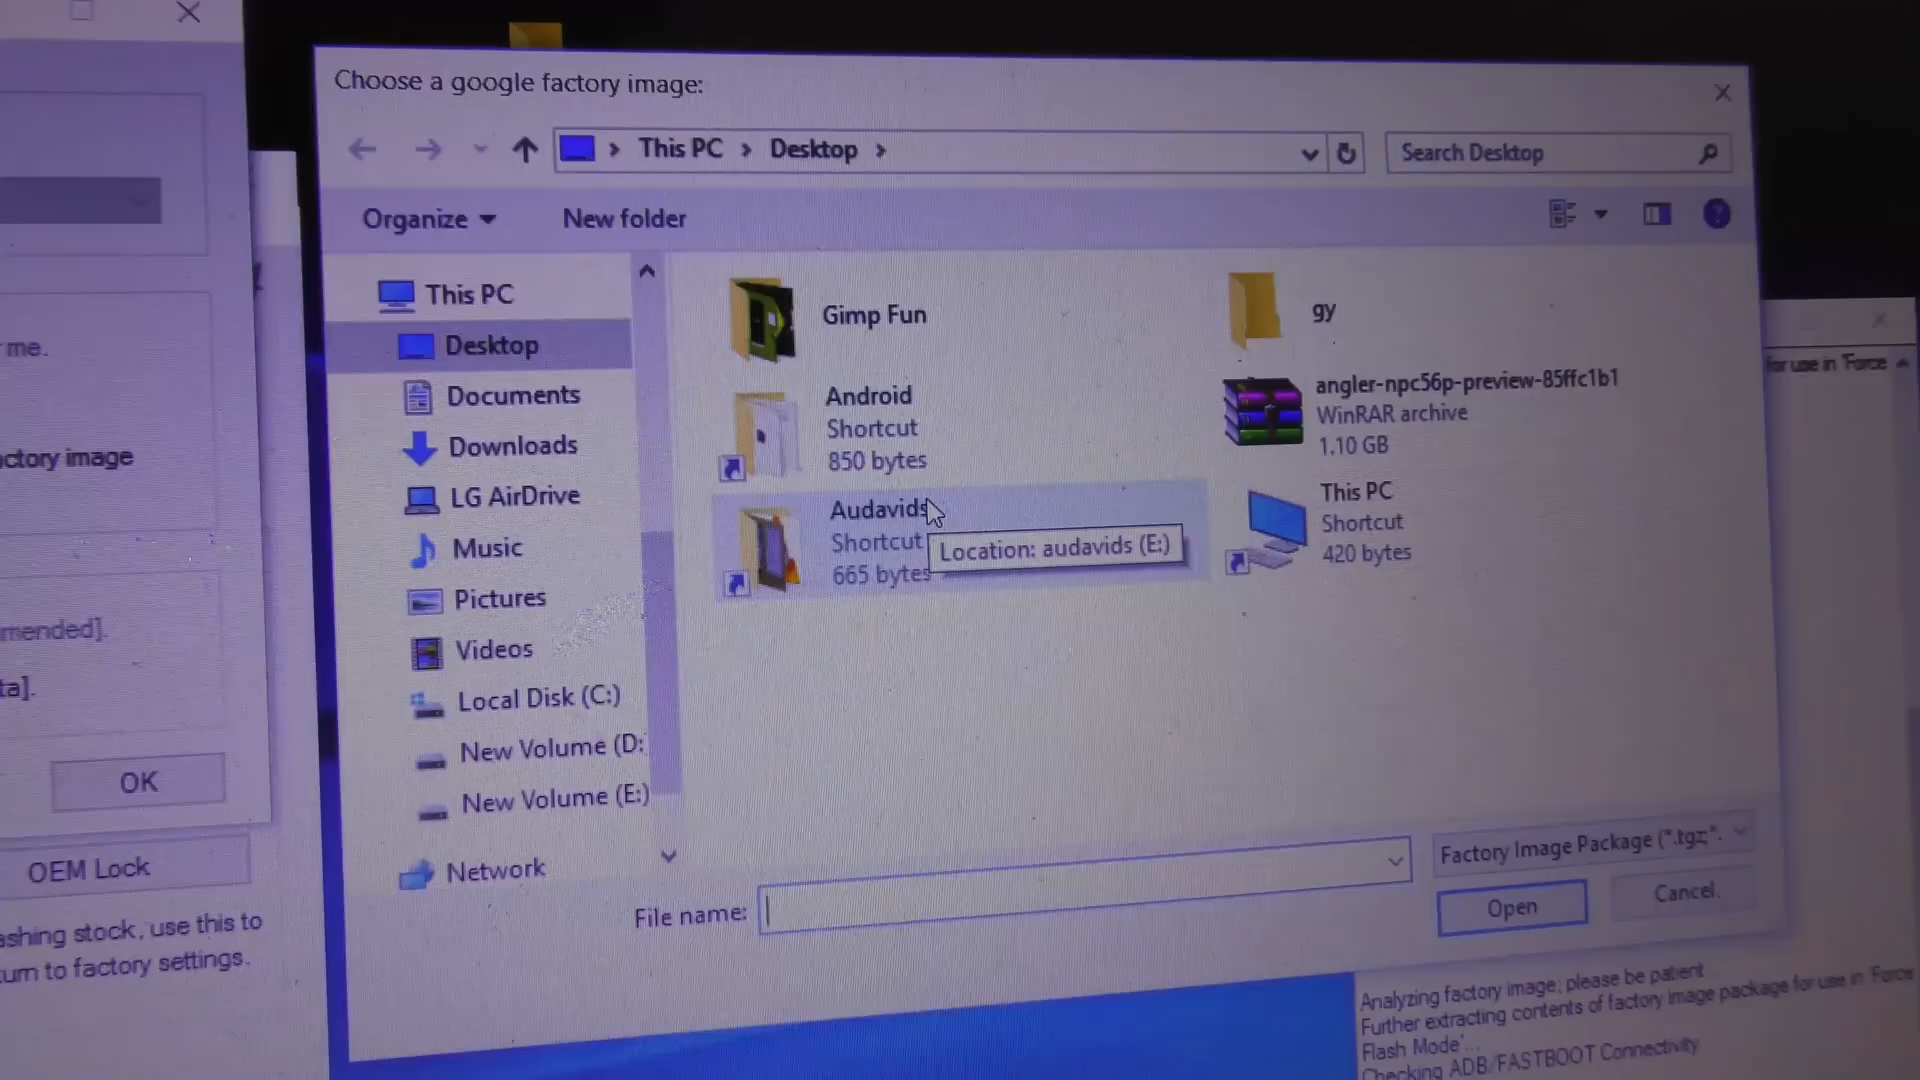 Choose a google factory image:
This PC > Desktop >
Search Desktop
Organize
New folder
This PC
Desktop
Documents
Downloads
LG AirDrive
Music
Pictures
Videos
Local Disk (C:)
New Volume (D:
New Volume (E:)
Network
Gimp Fun
Android
Shortcut
850 bytes
Audavids
Shortcut
665 bytes
Location: audavids (E:)
gy
angler-npc56p-preview-85ffc1b1
WinRAR archive
1.10 GB
This PC
Shortcut
420 bytes
File name:
Factory Image Package (*.tgz;*.
Open
Cancel
me.
ctory image
mended].
ta].
OK
OEM Lock
ashing stock, use this to
turn to factory settings.
for use in 'Force
Analyzing factory image; please be patient
Further extracting contents of factory image package for use in 'Force
Flash Mode'...
Checking ADB/FASTBOOT Connectivity